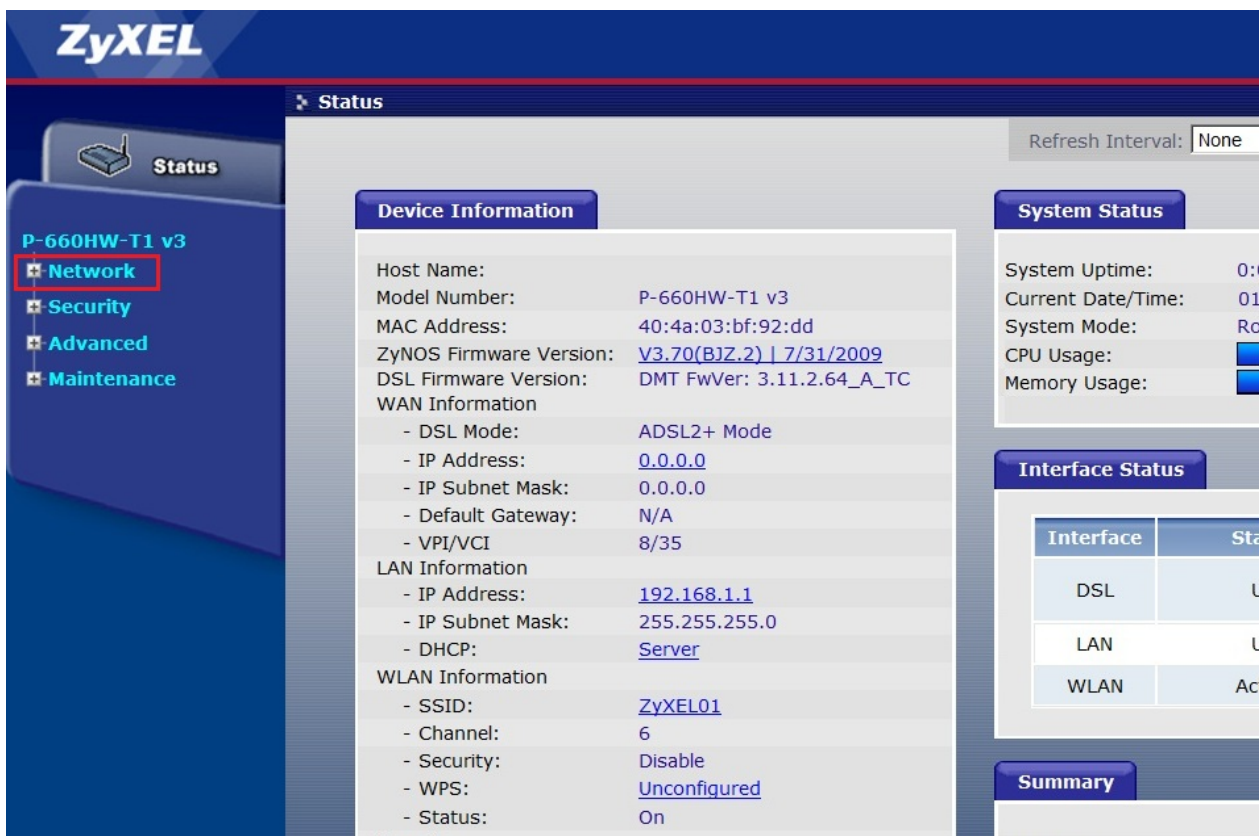 ZyXEL
Status
Refresh Interval: None
Status
P-660HW-T1 v3
Network
Security
Advanced
Maintenance
Device Information
Host Name:
Model Number: P-660HW-T1 v3
MAC Address: 40:4a:03:bf:92:dd
ZyNOS Firmware Version: V3.70(BJZ.2) | 7/31/2009
DSL Firmware Version: DMT FwVer: 3.11.2.64_A_TC
WAN Information
- DSL Mode: ADSL2+ Mode
- IP Address: 0.0.0.0
- IP Subnet Mask: 0.0.0.0
- Default Gateway: N/A
- VPI/VCI 8/35
LAN Information
- IP Address: 192.168.1.1
- IP Subnet Mask: 255.255.255.0
- DHCP: Server
WLAN Information
- SSID: ZyXEL01
- Channel: 6
- Security: Disable
- WPS: Unconfigured
- Status: On
System Status
System Uptime: 0:
Current Date/Time: 01
System Mode: Ro
CPU Usage:
Memory Usage:
Interface Status
Interface Sta
DSL
LAN
WLAN Ac
Summary